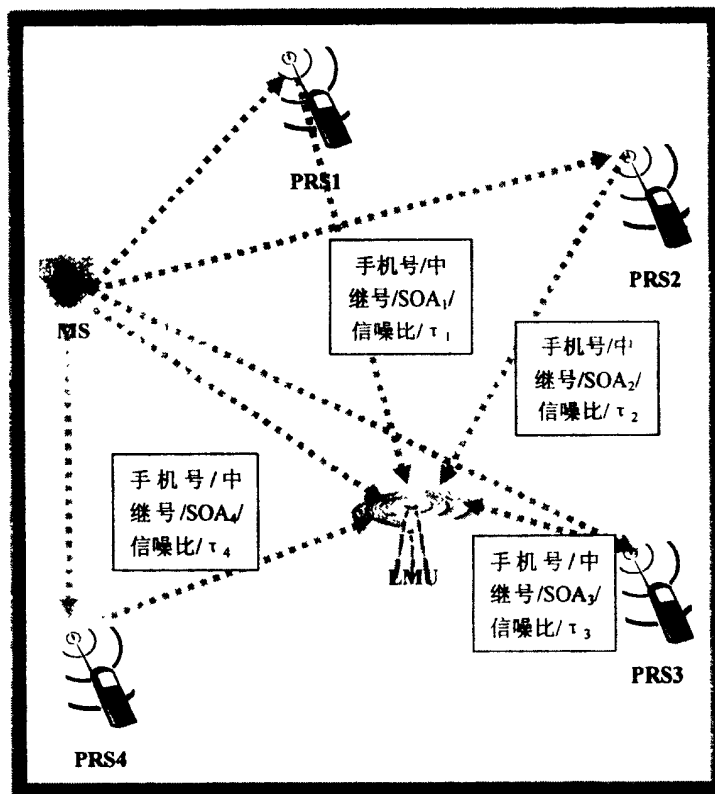 PRS1
PRS2
手机号/中
继号/SOA₁/
信噪比/τ₁
MS
手机号/中
继号/SOA₂/
信噪比/τ₂
手机号/中
继号/SOA₄/
信噪比/τ₄
LMU
手机号/中
继号/SOA₃/
信噪比/τ₃
PRS3
PRS4